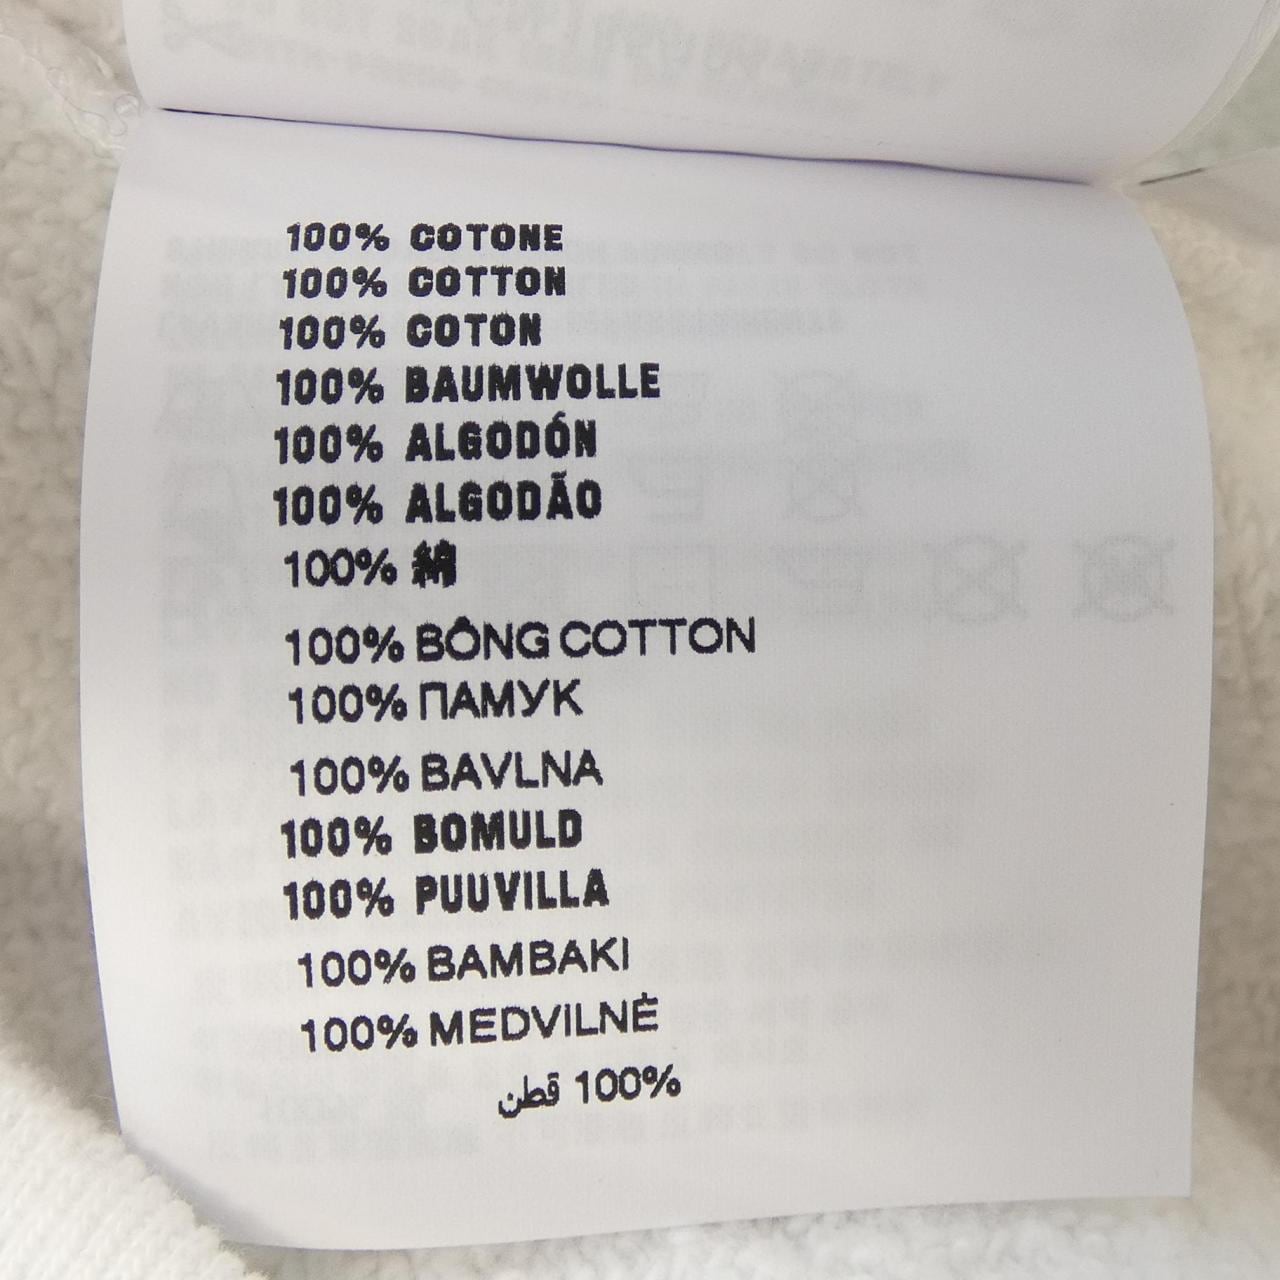 100% COTONE
100% COTTON
100% COTON
100% BAUMWOLLE
100% ALGODÓN
100% ALGODÃO
100% 綿
100% BÔNG COTTON
100% ПАМУК
100% BAVLNA
100% BOMULD
100% PUUVILLA
100% BAMBAKI
100% MEDVILNĖ
100% قطن